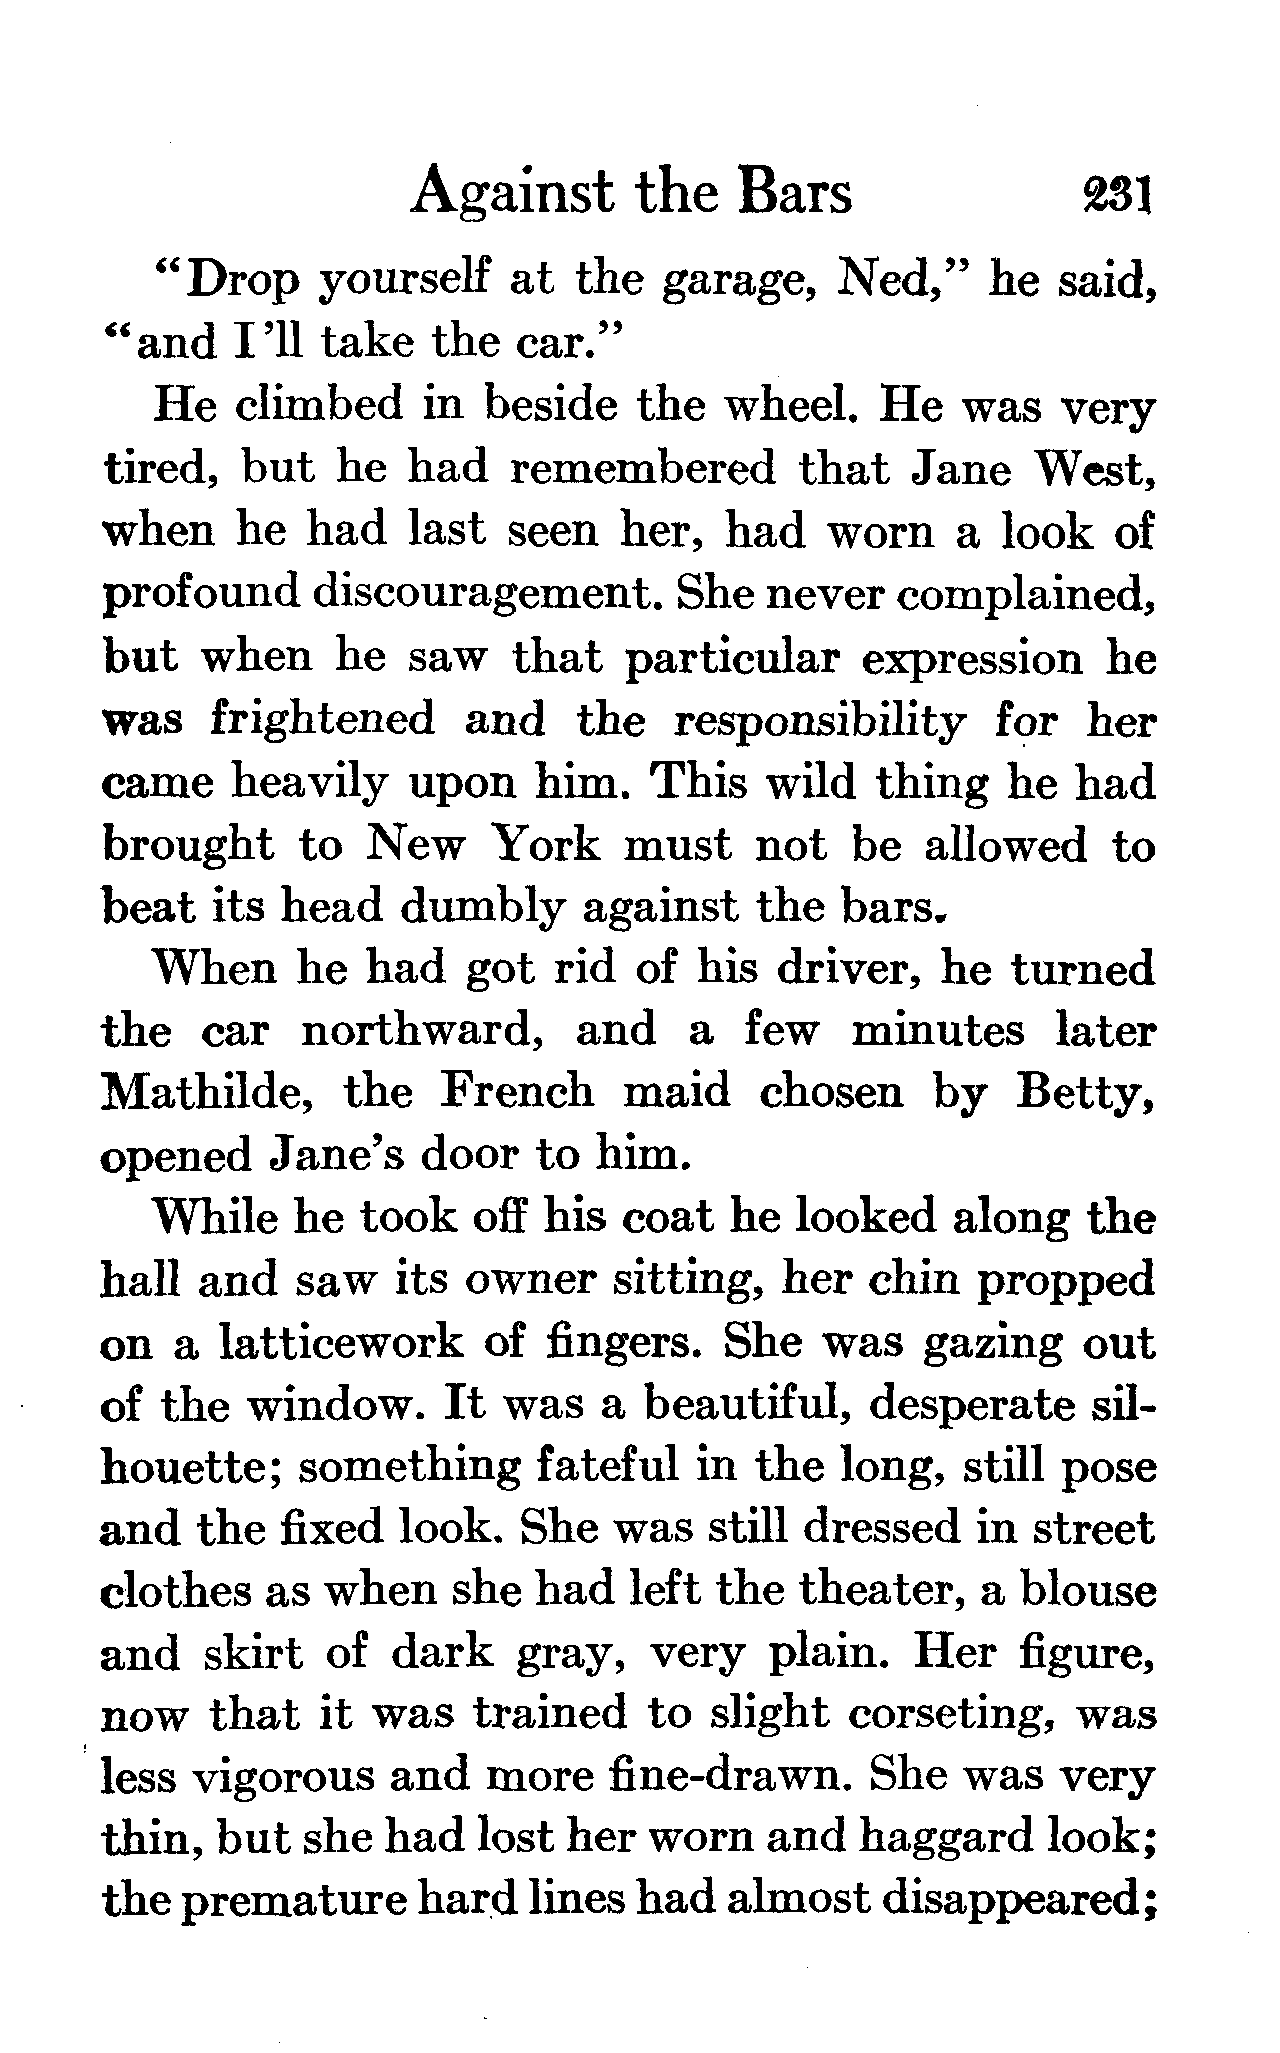 Against the Bars 231
“Drop yourself at the garage, Ned,” he said,
“and I’ll take the car.”
He climbed in beside the wheel. He was very
tired, but he had remembered that Jane West,
when he had last seen her, had worn a look of
profound discouragement. She never complained,
but when he saw that particular expression he
was frightened and the responsibility for her
came heavily upon him. This wild thing he had
brought to New York must not be allowed to
beat its head dumbly against the bars.
When he had got rid of his driver, he turned
the car northward, and a few minutes later
Mathilde, the French maid chosen by Betty,
opened Jane’s door to him.
While he took off his coat he looked along the
hall and saw its owner sitting, her chin propped
on a latticework of fingers. She was gazing out
of the window. It was a beautiful, desperate sil-
houette; something fateful in the long, still pose
and the fixed look. She was still dressed in street
clothes as when she had left the theater, a blouse
and skirt of dark gray, very plain. Her figure,
now that it was trained to slight corseting, was
less vigorous and more fine-drawn. She was very
thin, but she had lost her worn and haggard look;
the premature hard lines had almost disappeared;